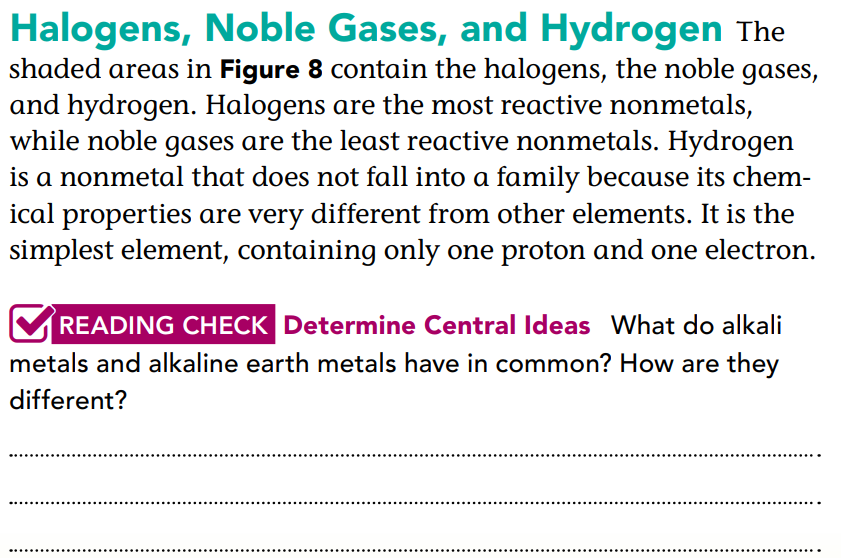 Halogens, Noble Gases, and Hydrogen The
shaded areas in Figure 8 contain the halogens, the noble gases,
and hydrogen. Halogens are the most reactive nonmetals,
while noble gases are the least reactive nonmetals. Hydrogen
is a nonmetal that does not fall into a family because its chem-
ical properties are very different from other elements. It is the
simplest element, containing only one proton and one electron.
READING CHECK Determine Central Ideas What do alkali
metals and alkaline earth metals have in common? How are they
different?